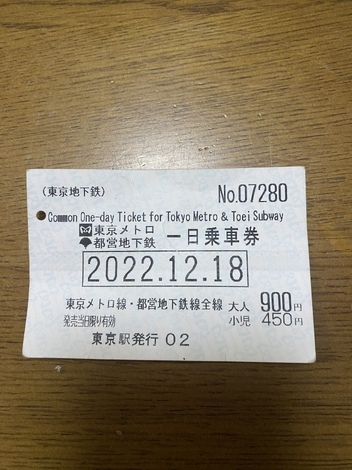 (東京地下鉄) No.07280
Common One-day Ticket for Tokyo Metro & Toei Subway
東京メトロ
都営地下鉄 一日乗車券
2022.12.18
東京メトロ線・都営地下鉄線全線 大人 900円
発売当日限り有効 小児 450円
東京駅発行 02